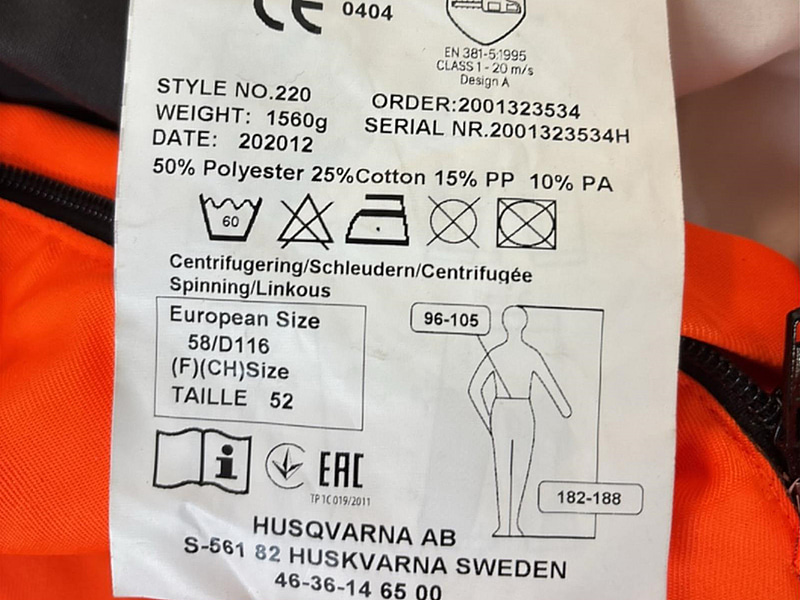 CE 0404
EN 381-5:1995
CLASS 1 - 20 m/s
Design A
STYLE NO.220
ORDER:2001323534
WEIGHT: 1560g
SERIAL NR.2001323534H
DATE: 202012
50% Polyester 25%Cotton 15% PP 10% PA
60
Centrifugering/Schleudern/Centrifugée
Spinning/Linkous
European Size
58/D116
(F)(CH)Size
TAILLE 52
96-105
182-188
i
EAC
TP TC 019/2011
HUSQVARNA AB
S-561 82 HUSKVARNA SWEDEN
46-36-14 65 00